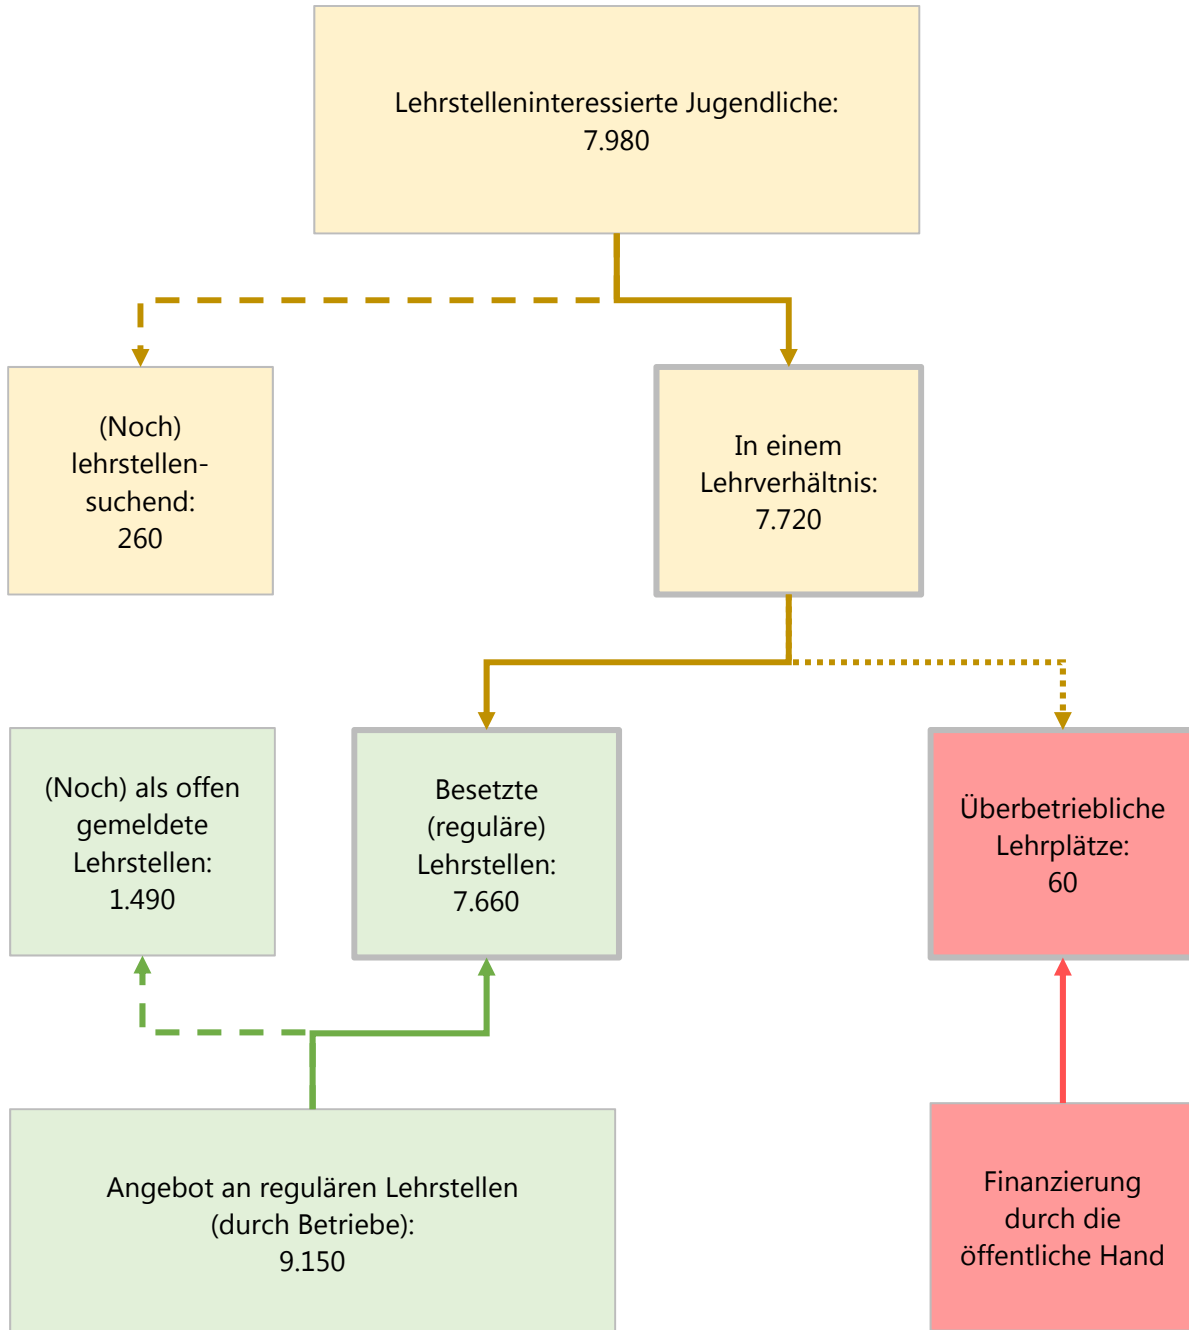 Lehrstelleninteressierte Jugendliche:
7.980
(Noch)
lehrstellen-
suchend:
260
In einem
Lehrverhältnis:
7.720
(Noch) als offen
gemeldete
Lehrstellen:
1.490
Besetzte
(reguläre)
Lehrstellen:
7.660
Überbetriebliche
Lehrplätze:
60
Angebot an regulären Lehrstellen
(durch Betriebe):
9.150
Finanzierung
durch die
öffentliche Hand